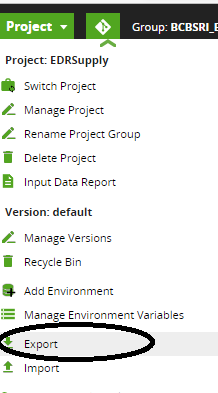 Project
Group: BCBSRI_E
Project: EDRSupply
Switch Project
Manage Project
Rename Project Group
Delete Project
Input Data Report
Version: default
Manage Versions
Recycle Bin
Add Environment
Manage Environment Variables
Export
Import